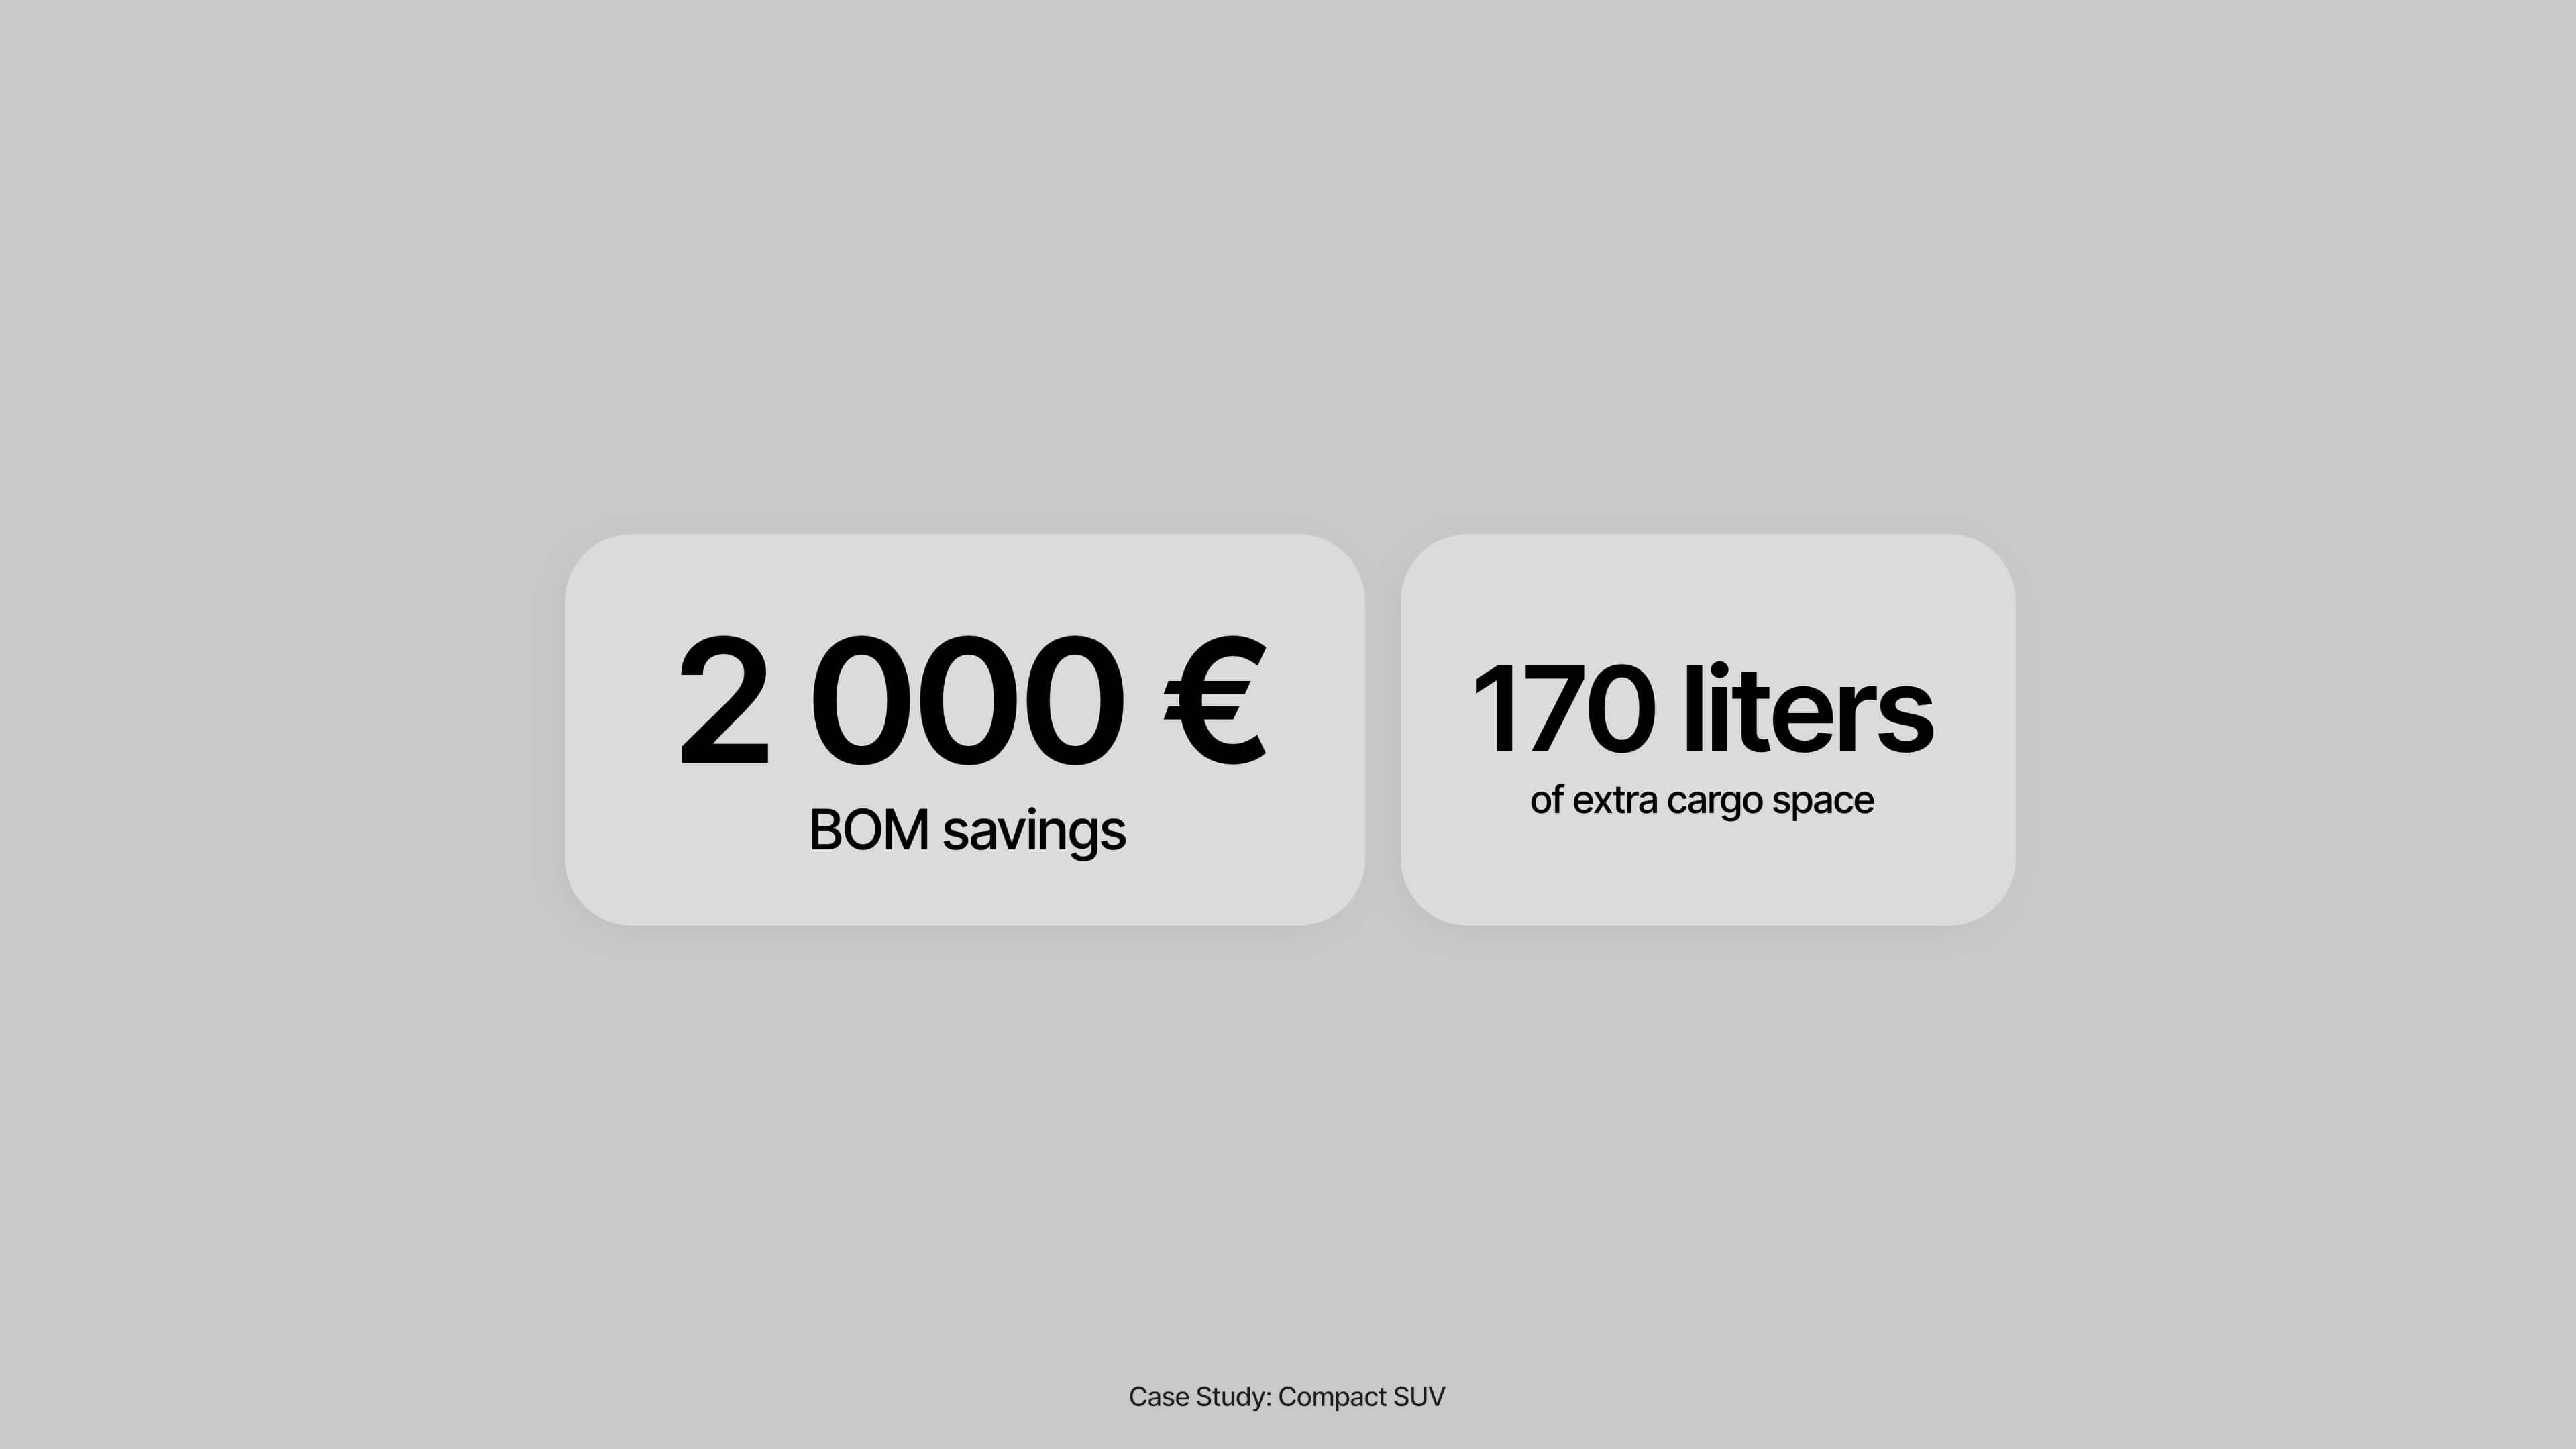 2 000 €
BOM savings
170 liters
of extra cargo space
Case Study: Compact SUV